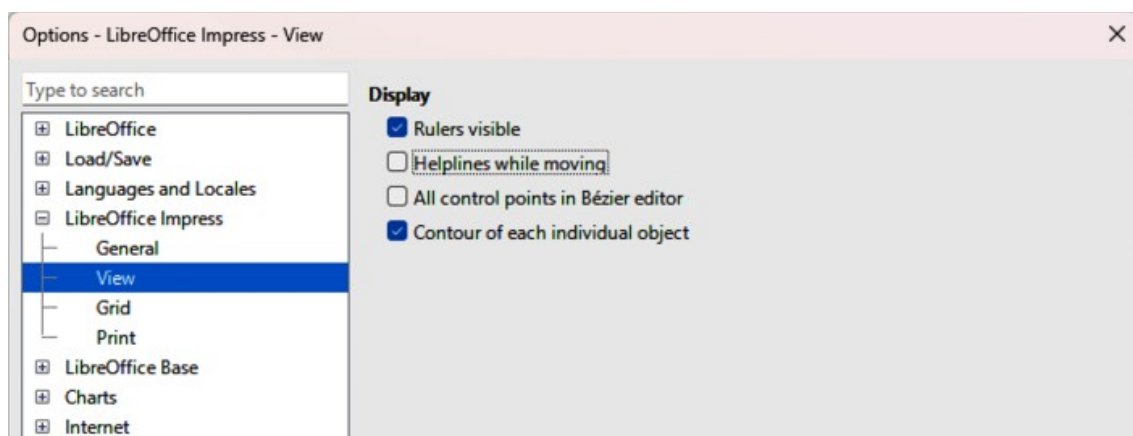 Options - LibreOffice Impress - View
Type to search
LibreOffice
Load/Save
Languages and Locales
LibreOffice Impress
General
View
Grid
Print
LibreOffice Base
Charts
Internet
Display
Rulers visible
Helplines while moving
All control points in Bézier editor
Contour of each individual object